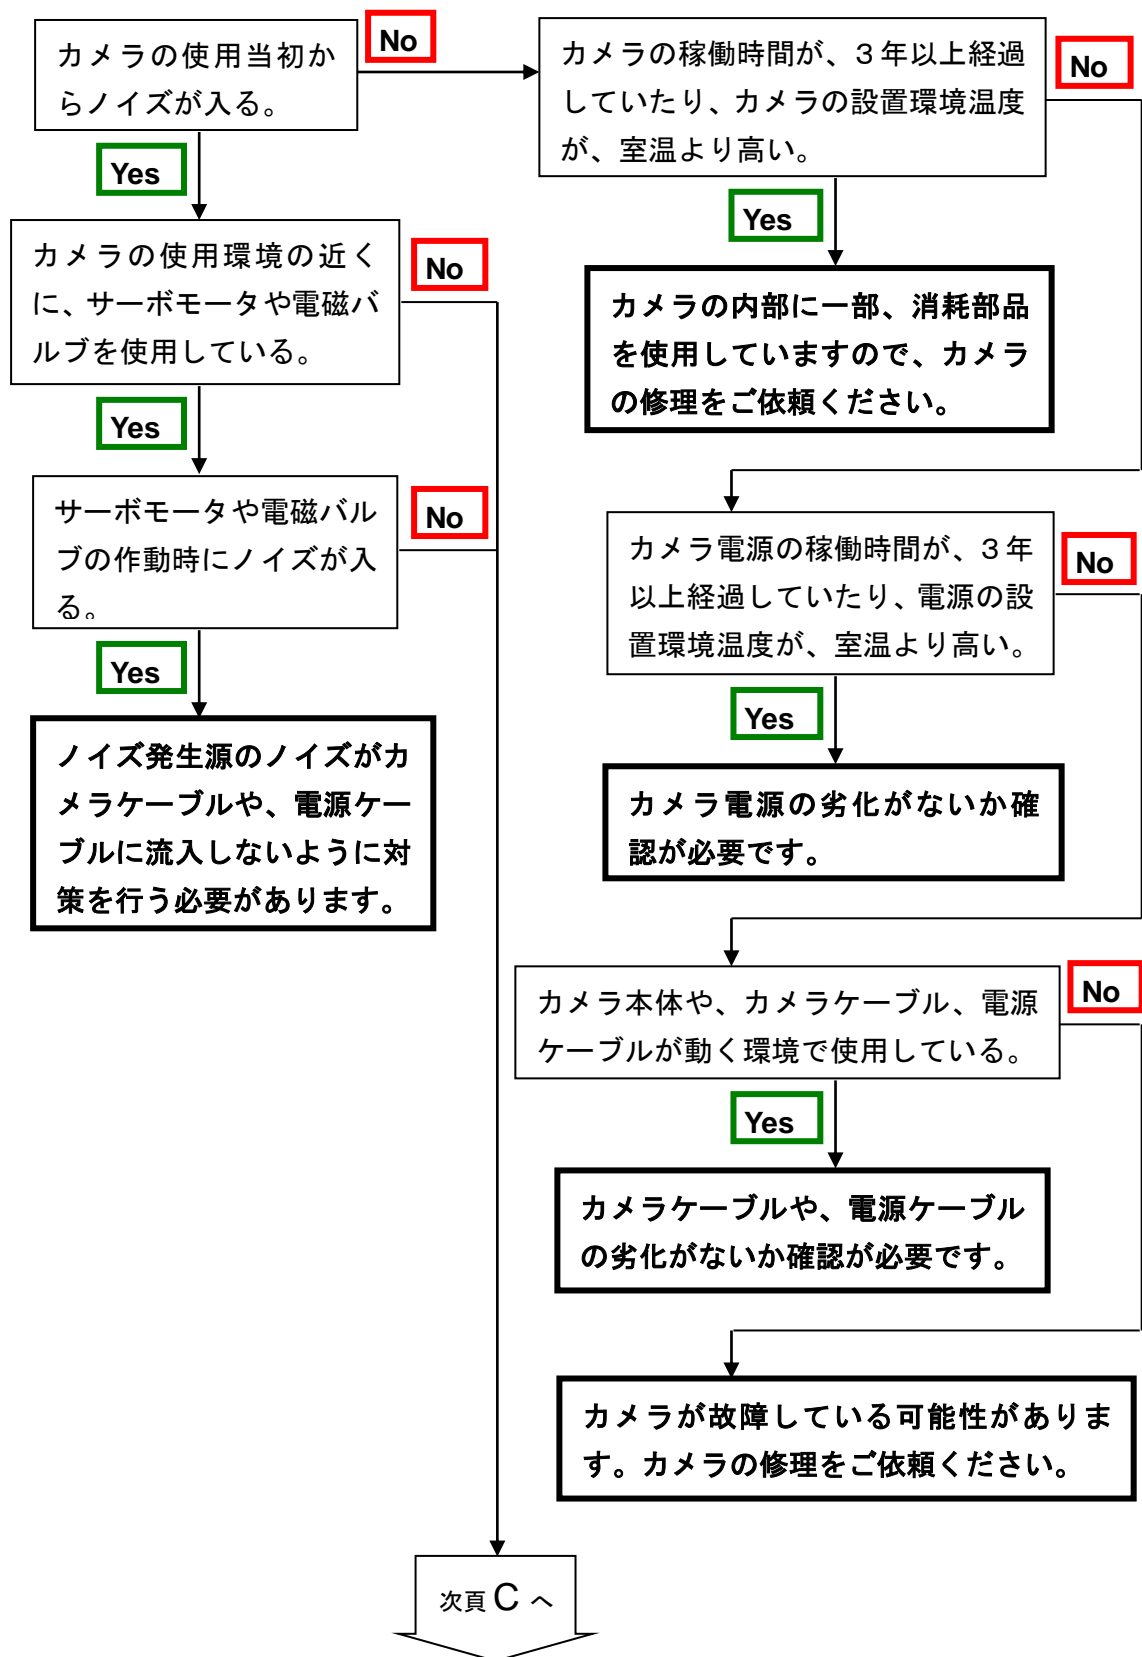 カメラの使用当初か
らノイズが入る。
No
Yes
カメラの使用環境の近く
に、サーボモータや電磁バ
ルブを使用している。
No
Yes
サーボモータや電磁バル
ブの作動時にノイズが入
る。
No
Yes
ノイズ発生源のノイズがカ
メラケーブルや、電源ケー
ブルに流入しないように対
策を行う必要があります。
カメラの稼働時間が、３年以上経過
していたり、カメラの設置環境温度
が、室温より高い。
No
Yes
カメラの内部に一部、消耗部品
を使用していますので、カメラ
の修理をご依頼ください。
カメラ電源の稼働時間が、３年
以上経過していたり、電源の設
置環境温度が、室温より高い。
No
Yes
カメラ電源の劣化がないか確
認が必要です。
カメラ本体や、カメラケーブル、電源
ケーブルが動く環境で使用している。
No
Yes
カメラケーブルや、電源ケーブル
の劣化がないか確認が必要です。
カメラが故障している可能性がありま
す。カメラの修理をご依頼ください。
次頁 C へ